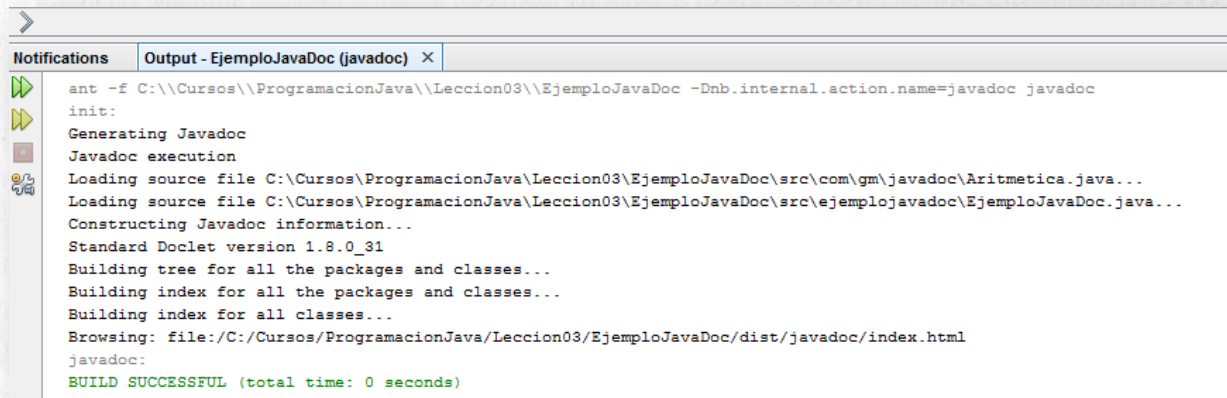 Notifications Output - EjemploJavaDoc (javadoc) ×
ant -f C:\\Cursos\\ProgramacionJava\\Leccion03\\EjemploJavaDoc -Dnb.internal.action.name=javadoc javadoc
init:
Generating Javadoc
Javadoc execution
Loading source file C:\Cursos\ProgramacionJava\Leccion03\EjemploJavaDoc\src\com\gm\javadoc\Aritmetica.java...
Loading source file C:\Cursos\ProgramacionJava\Leccion03\EjemploJavaDoc\src\ejemplojavadoc\EjemploJavaDoc.java...
Constructing Javadoc information...
Standard Doclet version 1.8.0_31
Building tree for all the packages and classes...
Building index for all the packages and classes...
Building index for all classes...
Browsing: file:/C:/Cursos/ProgramacionJava/Leccion03/EjemploJavaDoc/dist/javadoc/index.html
javadoc:
BUILD SUCCESSFUL (total time: 0 seconds)